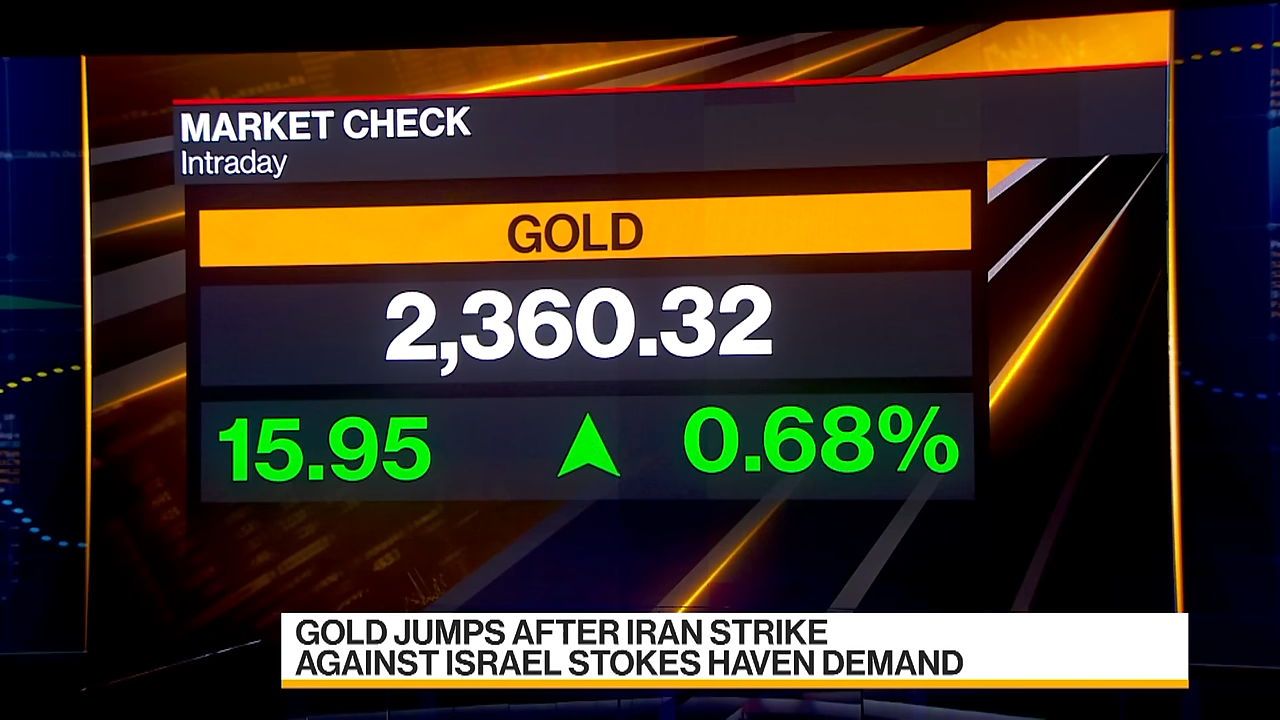 MARKET CHECK
Intraday
GOLD
2,360.32
15.95 ▲ 0.68%
GOLD JUMPS AFTER IRAN STRIKE
AGAINST ISRAEL STOKES HAVEN DEMAND